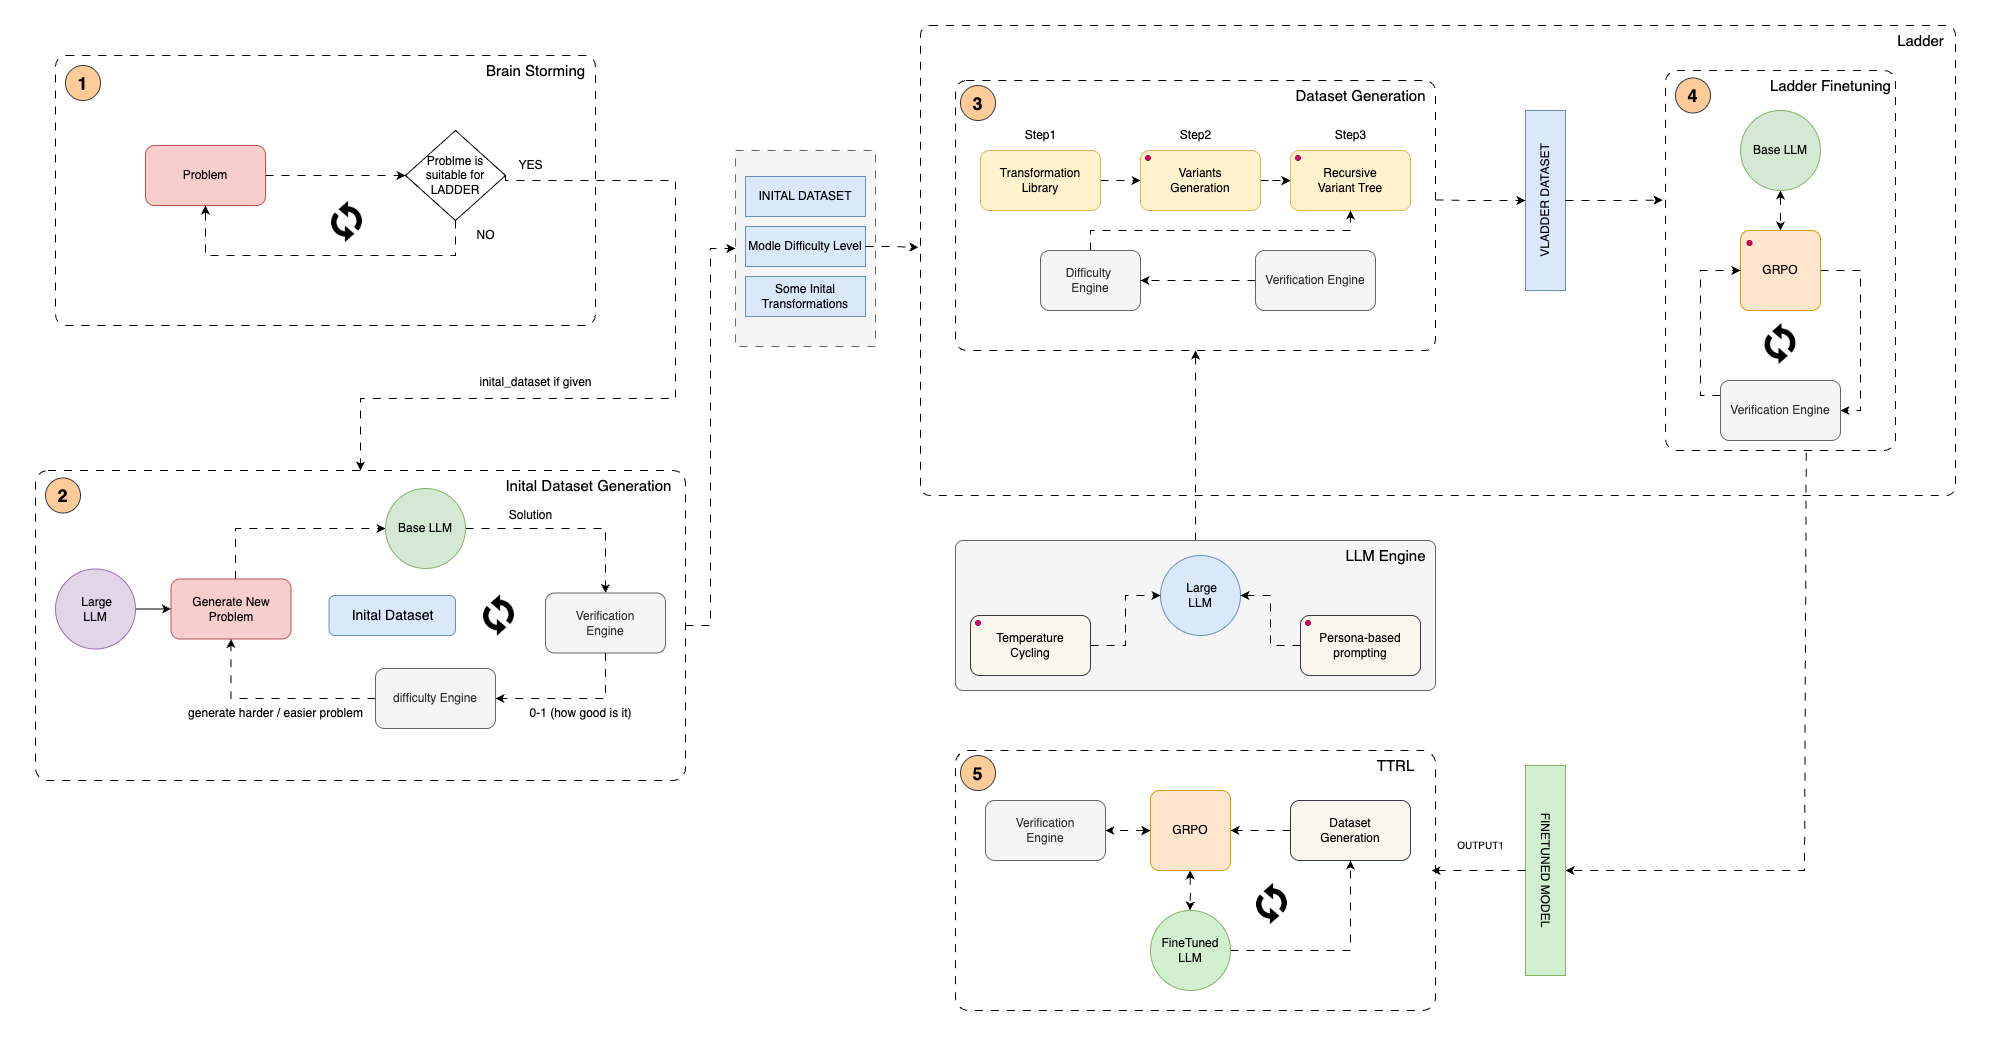 1
Brain Storming
Problem
Problme is
suitable for
LADDER
YES
NO
inital_dataset if given
2
Inital Dataset Generation
Base LLM
Solution
Large
LLM
Generate New
Problem
Inital Dataset
Verification
Engine
difficulty Engine
generate harder / easier problem
0-1 (how good is it)
INITAL DATASET
Modle Difficulty Level
Some Inital
Transformations
Ladder
3
Dataset Generation
Step1
Step2
Step3
Transformation
Library
Variants
Generation
Recursive
Variant Tree
Difficulty
Engine
Verification Engine
VLADDER DATASET
4
Ladder Finetuning
Base LLM
GRPO
Verification Engine
LLM Engine
Large
LLM
Temperature
Cycling
Persona-based
prompting
5
TTRL
Verification
Engine
GRPO
Dataset
Generation
FineTuned
LLM
OUTPUT1
FINETUNED MODEL